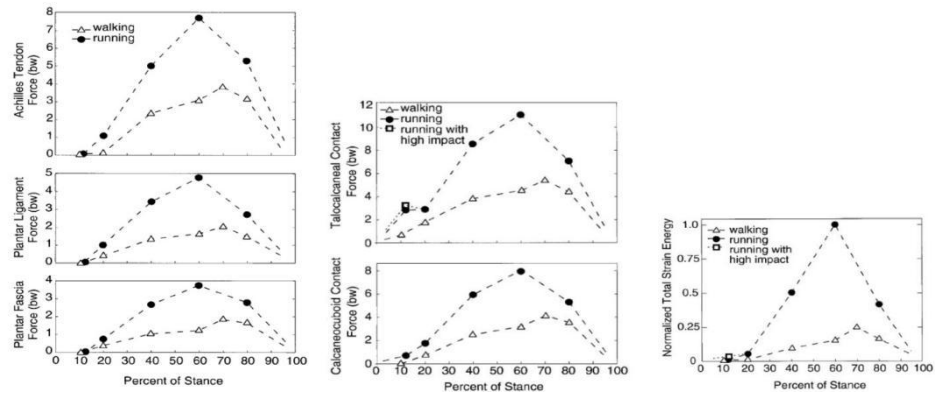 Achilles Tendon
Force (bw)
8
7
6
5
4
3
2
1
0
walking
running
Plantar Ligament
Force (bw)
5
4
3
2
1
0
Plantar Fascia
Force (bw)
4
3
2
1
0
0 10 20 30 40 50 60 70 80 90 100
Percent of Stance
Talocalcaneal Contact
Force (bw)
12
10
8
6
4
2
0
walking
running
running with
high impact
Calcaneocuboid Contact
Force (bw)
8
6
4
2
0
0 10 20 30 40 50 60 70 80 90 100
Percent of Stance
Normalized Total Strain Energy
1.0
0.75
0.5
0.25
0
walking
running
running with
high impact
0 10 20 30 40 50 60 70 80 90 100
Percent of Stance